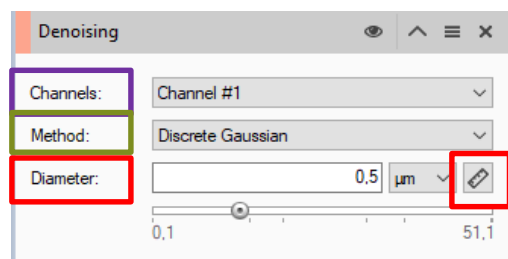 Denoising
Channels: Channel #1
Method: Discrete Gaussian
Diameter: 0,5 µm
0,1 51,1